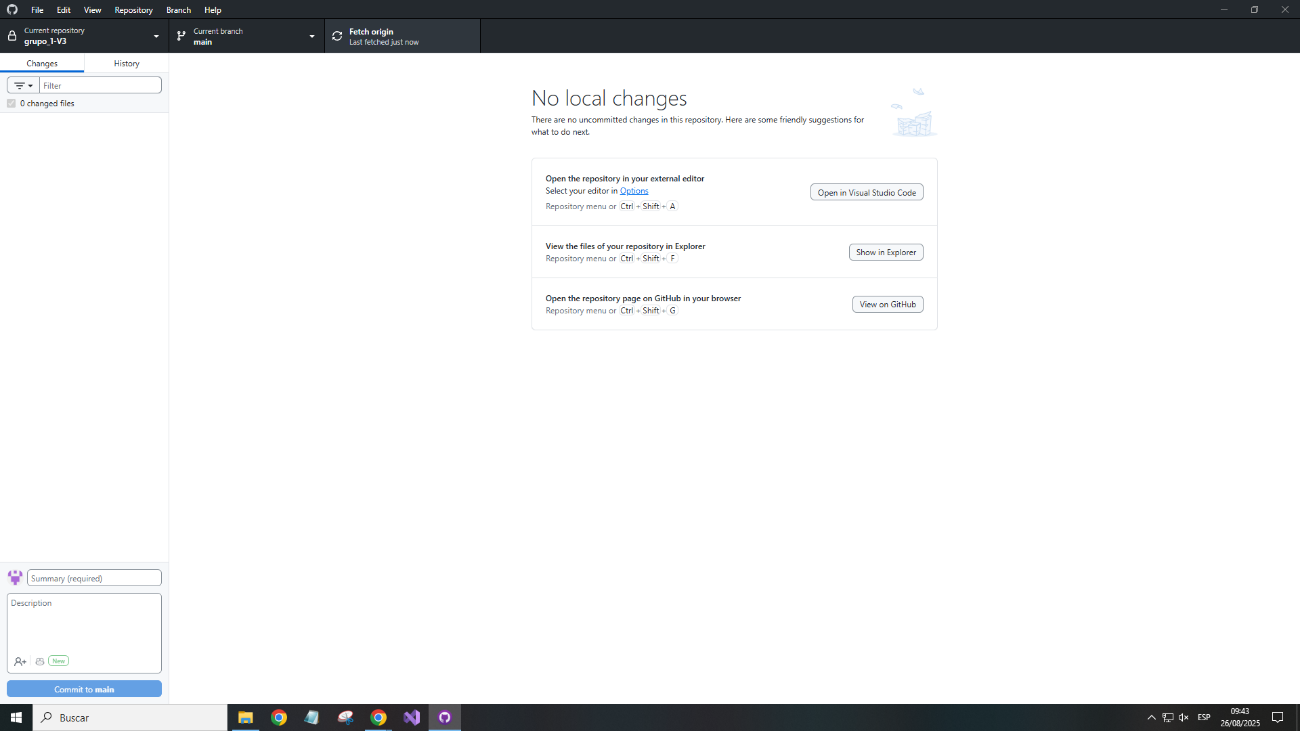 File Edit View Repository Branch Help
Current repository
grupo_1-V3
Current branch
main
Fetch origin
Last fetched just now
Changes
History
Filter
0 changed files
No local changes
There are no uncommitted changes in this repository. Here are some friendly suggestions for
what to do next.
Open the repository in your external editor
Select your editor in Options
Repository menu or Ctrl + Shift + A
Open in Visual Studio Code
View the files of your repository in Explorer
Repository menu or Ctrl + Shift + F
Show in Explorer
Open the repository page on GitHub in your browser
Repository menu or Ctrl + Shift + G
View on GitHub
Summary (required)
Description
New
Commit to main
Buscar
ESP
09:43
26/08/2025